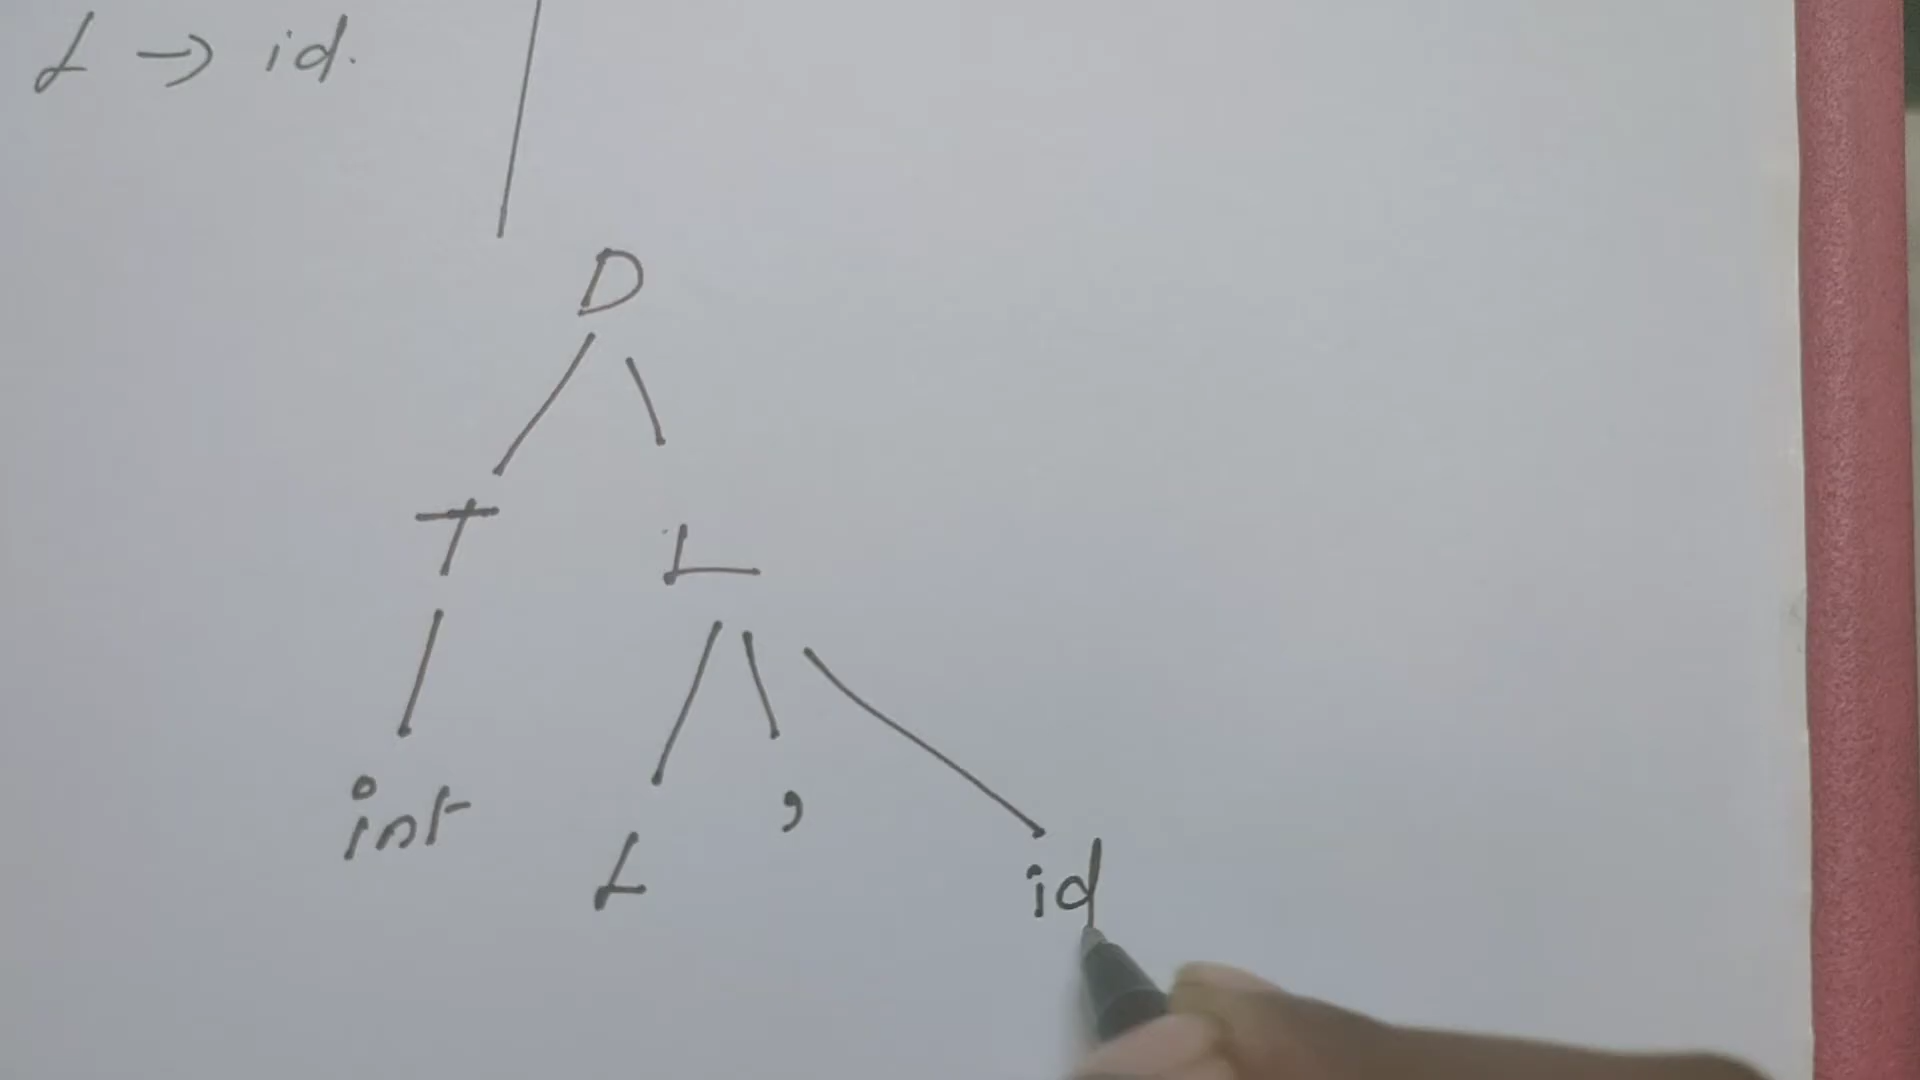 L → id.
D
T L
int L , id